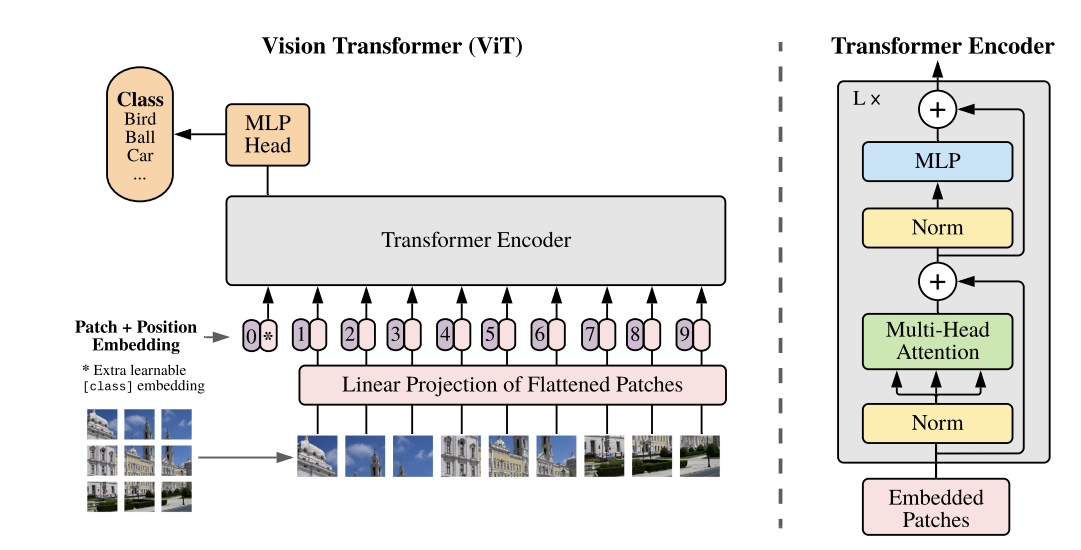 Vision Transformer (ViT)
Class
Bird
Ball
Car
...
MLP
Head
Transformer Encoder
Patch + Position
Embedding
* Extra learnable
[class] embedding
0 *
1
2
3
4
5
6
7
8
9
Linear Projection of Flattened Patches
Transformer Encoder
L ×
+
MLP
Norm
+
Multi-Head
Attention
Norm
Embedded
Patches